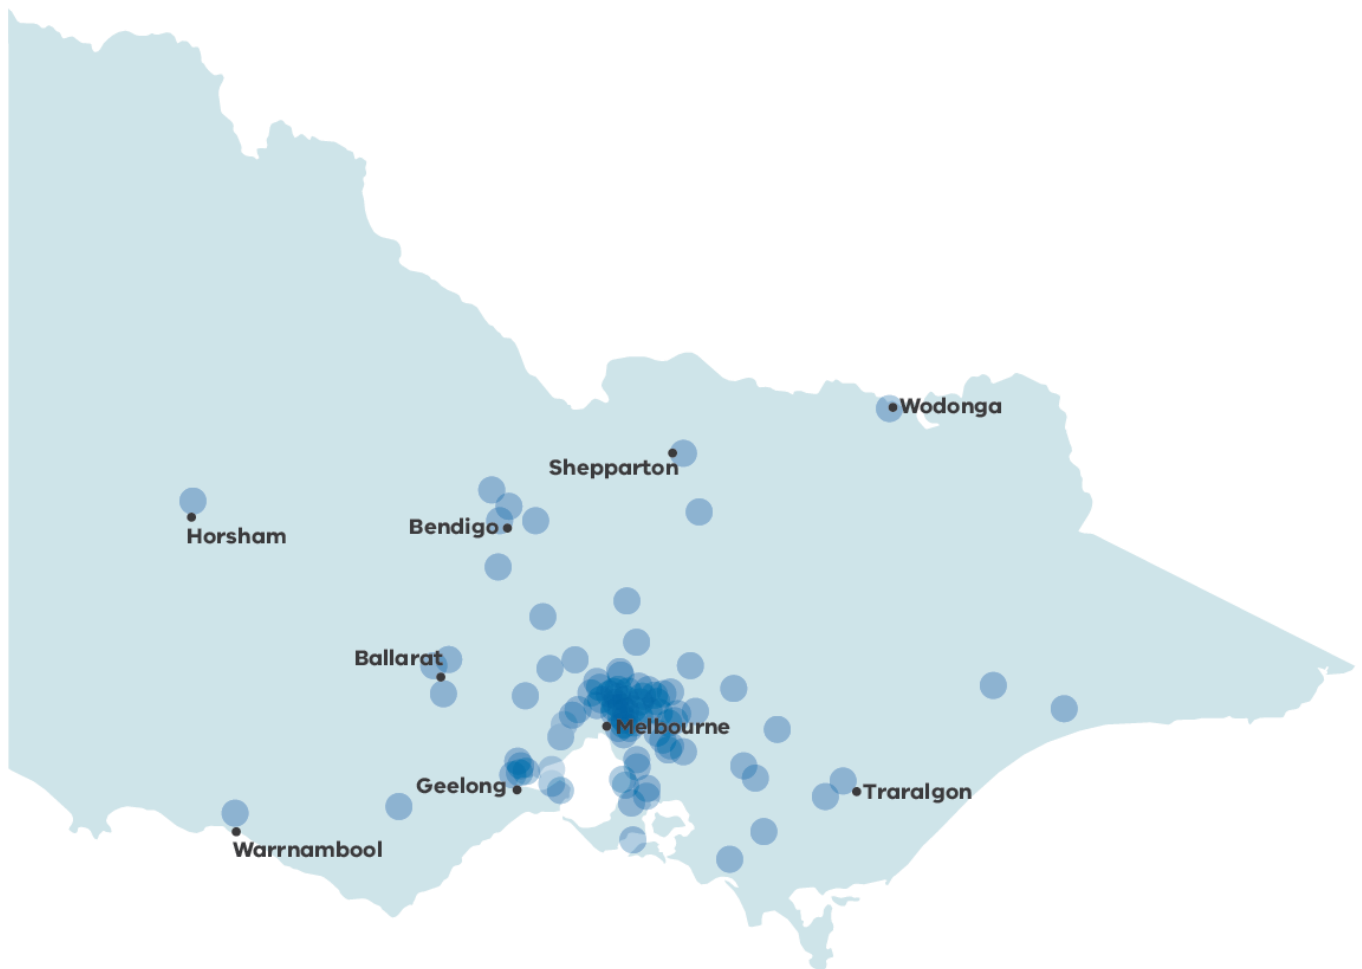 Wodonga
Shepparton
Bendigo
Horsham
Ballarat
Melbourne
Geelong
Traralgon
Warrnambool